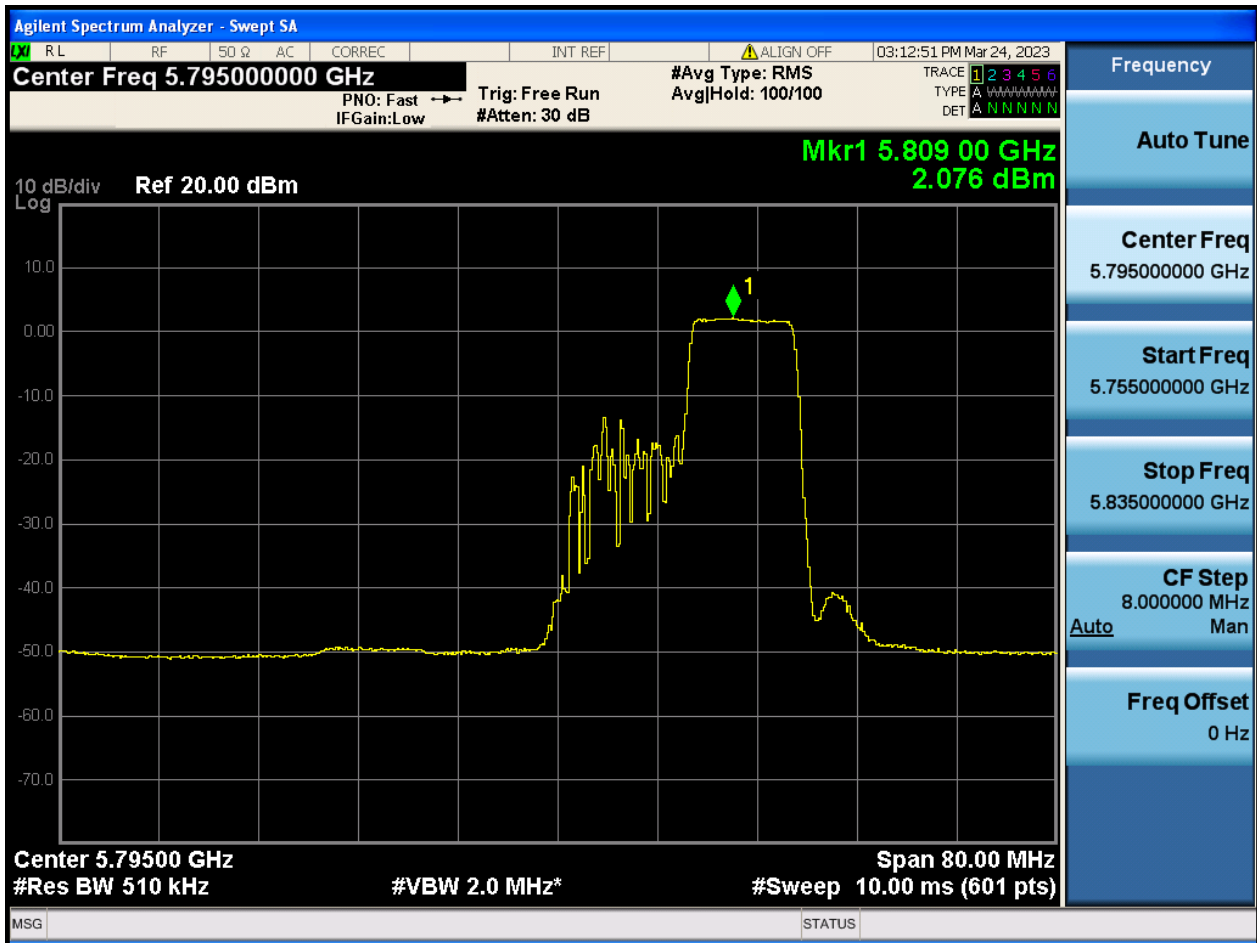 Agilent Spectrum Analyzer - Swept SA
LXI RL RF 50 Ω AC CORREC INT REF ALIGN OFF 03:12:51 PM Mar 24, 2023
Center Freq 5.795000000 GHz
PNO: Fast
IFGain:Low
Trig: Free Run
#Atten: 30 dB
#Avg Type: RMS
Avg|Hold: 100/100
TRACE 1 2 3 4 5 6
TYPE A WWWWW
DET A N N N N N
Mkr1 5.809 00 GHz
2.076 dBm
10 dB/div Ref 20.00 dBm
Log
10.0
0.00
-10.0
-20.0
-30.0
-40.0
-50.0
-60.0
-70.0
1
Center 5.79500 GHz
Span 80.00 MHz
#Res BW 510 kHz
#VBW 2.0 MHz*
#Sweep 10.00 ms (601 pts)
MSG
STATUS
Frequency
Auto Tune
Center Freq
5.795000000 GHz
Start Freq
5.755000000 GHz
Stop Freq
5.835000000 GHz
CF Step
8.000000 MHz
Auto Man
Freq Offset
0 Hz